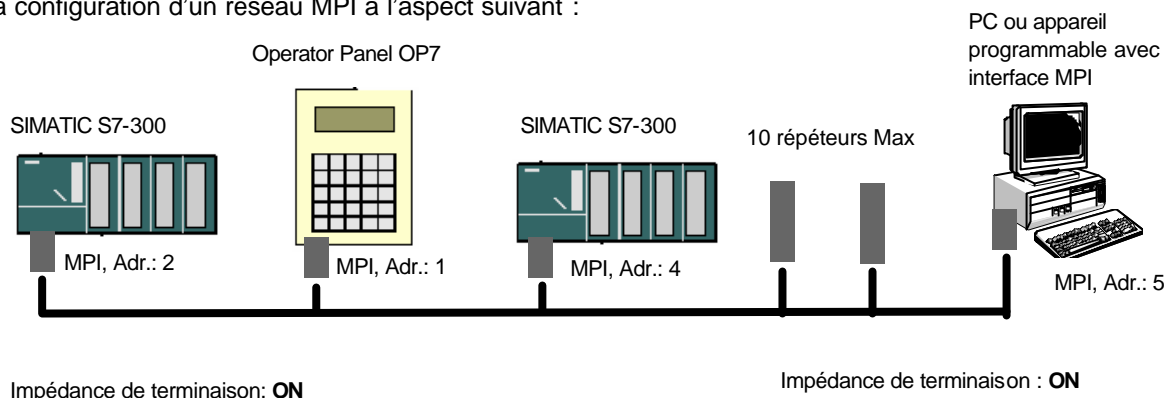 la configuration d'un réseau MPI a l'aspect suivant :
PC ou appareil
programmable avec
interface MPI
Operator Panel OP7
SIMATIC S7-300
SIMATIC S7-300
10 répéteurs Max
MPI, Adr.: 2
MPI, Adr.: 1
MPI, Adr.: 4
MPI, Adr.: 5
Impédance de terminaison: ON
Impédance de terminaison : ON